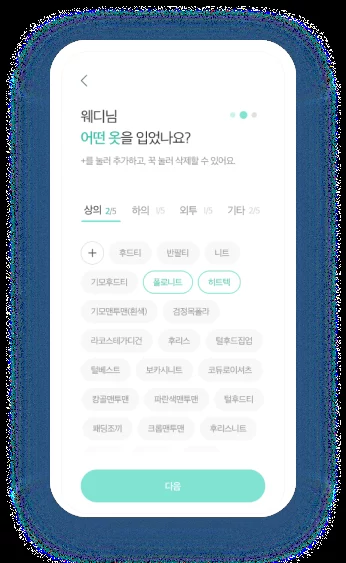 웨디님
어떤 옷을 입었나요?
+를 눌러 추가하고, 꾹 눌러 삭제할 수 있어요.
상의 2/5 하의 1/5 외투 1/5 기타 2/5
+ 후드티 반팔티 니트
기모후드티 폴로니트 히트텍
기모맨투맨(흰색) 검정목폴라
라코스테가디건 후리스 털후드집업
털베스트 보카시니트 코듀로이셔츠
캉골맨투맨 파란색맨투맨 털후드티
패딩조끼 크롭맨투맨 후리스니트
다음